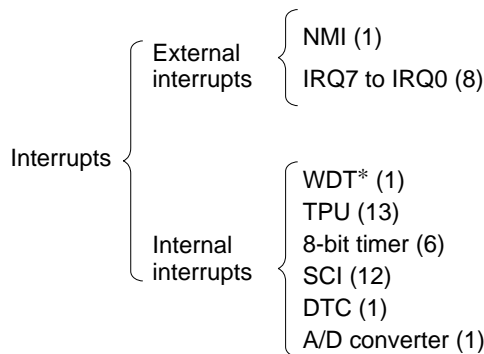 Interrupts
External
interrupts
NMI (1)
IRQ7 to IRQ0 (8)
Internal
interrupts
WDT* (1)
TPU (13)
8-bit timer (6)
SCI (12)
DTC (1)
A/D converter (1)